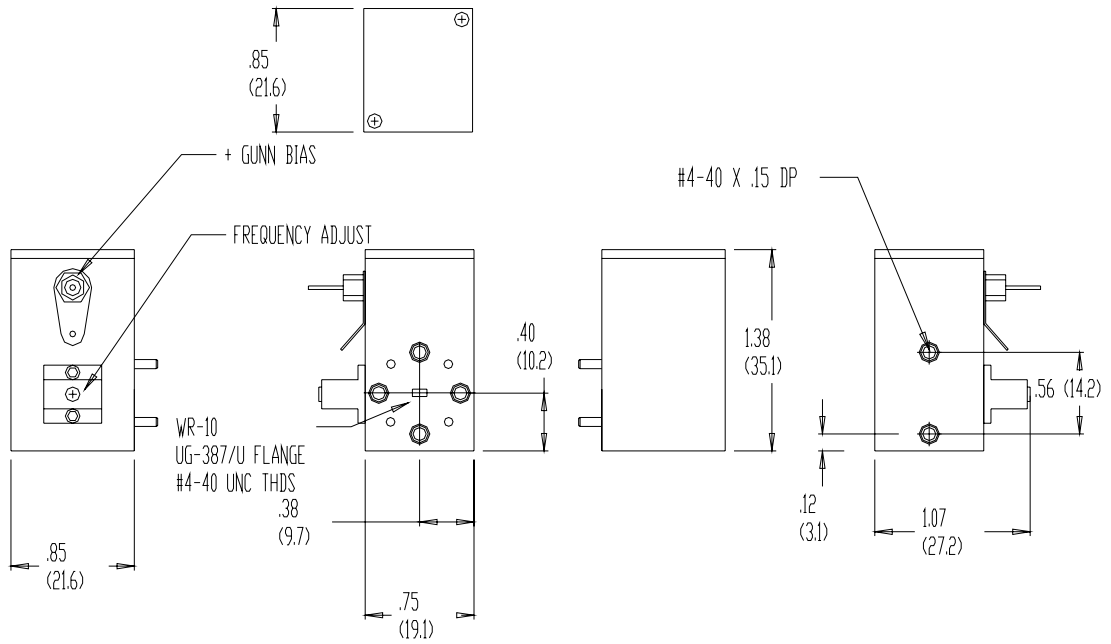 .85
(21.6)
+ GUNN BIAS
#4-40 X .15 DP
FREQUENCY ADJUST
.40
(10.2)
1.38
(35.1)
.56 (14.2)
WR-10
UG-387/U FLANGE
#4-40 UNC THDS
.38
(9.7)
.12
(3.1)
1.07
(27.2)
.85
(21.6)
.75
(19.1)